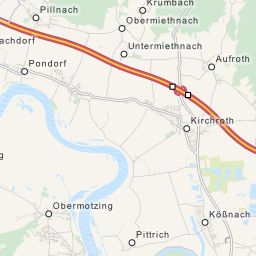 Pillnach
Krumbach
Obermiethnach
achdorf
Untermiethnach
Aufroth
Pondorf
Kirchroth
g
Obermotzing
Kößnach
Pittrich